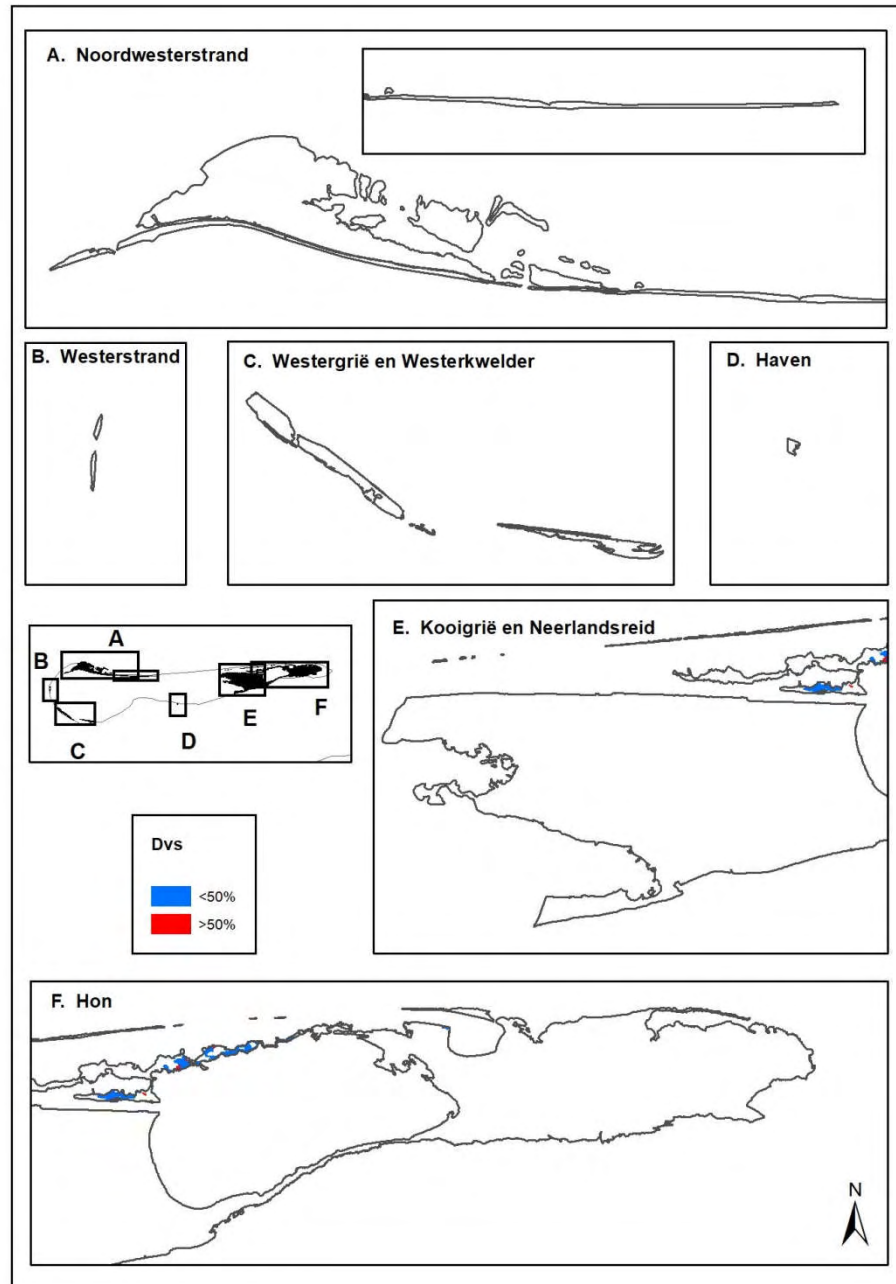 A. Noordwesterstrand
B. Westerstrand
C. Westergrië en Westerkwelder
D. Haven
A
B
C
D
E
F
E. Kooigrië en Neerlandsreid
Dvs
<50%
>50%
F. Hon
N